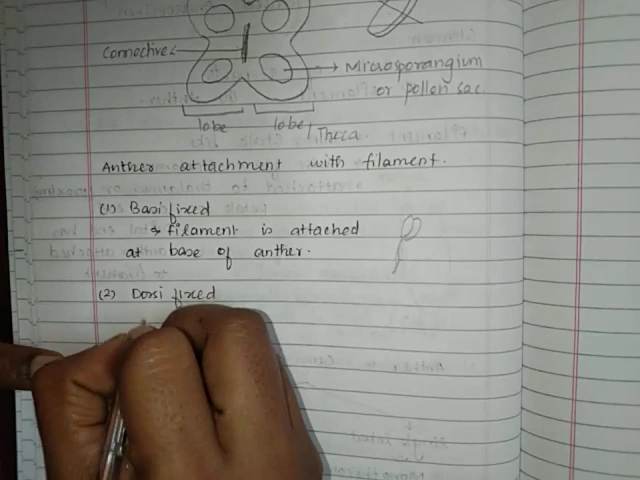 Connective
Microsporangium
or pollen sac
lobe lobe/Theca
Anther attachment with filament.
(1) Basifixed
→ filament is attached
at base of anther.
(2) Dorsifixed